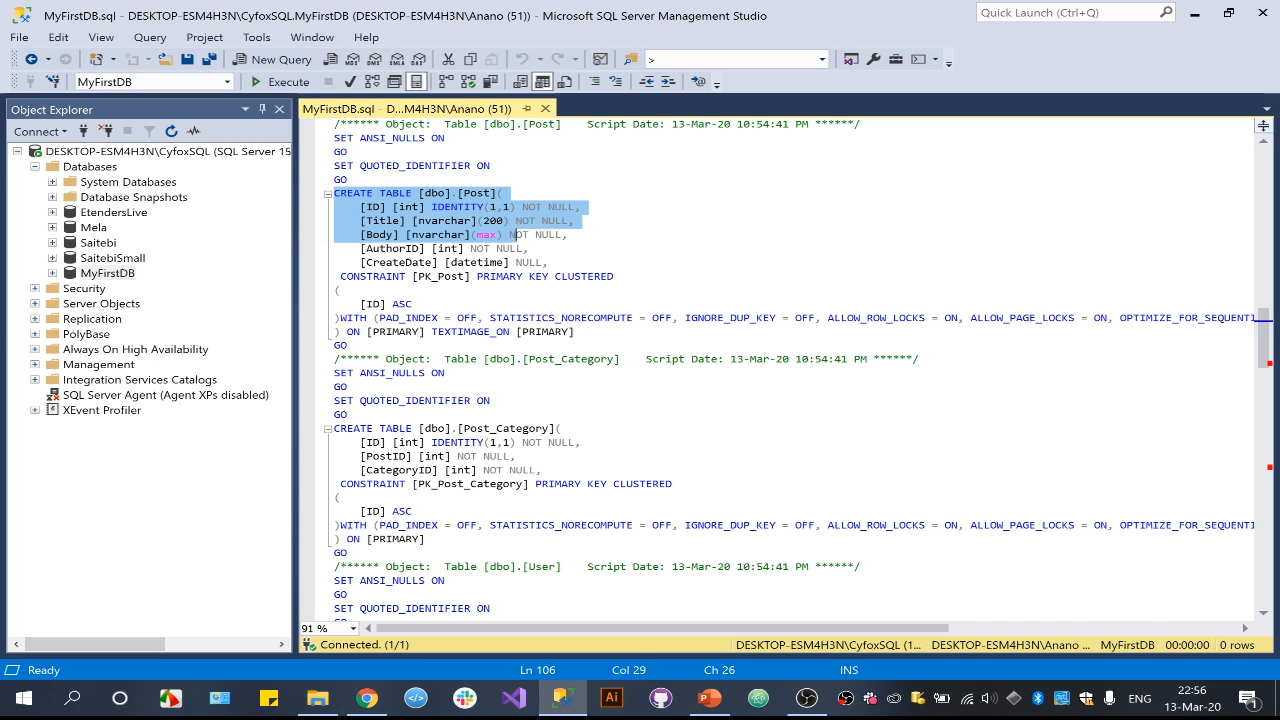 MyFirstDB.sql - DESKTOP-ESM4H3N\CyfoxSQL.MyFirstDB (DESKTOP-ESM4H3N\Anano (51)) - Microsoft SQL Server Management Studio
Quick Launch (Ctrl+Q)
File Edit View Query Project Tools Window Help
New Query
>
MyFirstDB
Execute
Object Explorer
MyFirstDB.sql - D...M4H3N\Anano (51))
Connect
DESKTOP-ESM4H3N\CyfoxSQL (SQL Server 15
Databases
System Databases
Database Snapshots
EtendersLive
Mela
Saitebi
SaitebiSmall
MyFirstDB
Security
Server Objects
Replication
PolyBase
Always On High Availability
Management
Integration Services Catalogs
SQL Server Agent (Agent XPs disabled)
XEvent Profiler
/****** Object:  Table [dbo].[Post]    Script Date: 13-Mar-20 10:54:41 PM ******/
SET ANSI_NULLS ON
GO
SET QUOTED_IDENTIFIER ON
GO
CREATE TABLE [dbo].[Post](
[ID] [int] IDENTITY(1,1) NOT NULL,
[Title] [nvarchar](200) NOT NULL,
[Body] [nvarchar](max) NOT NULL,
[AuthorID] [int] NOT NULL,
[CreateDate] [datetime] NULL,
CONSTRAINT [PK_Post] PRIMARY KEY CLUSTERED
(
[ID] ASC
)WITH (PAD_INDEX = OFF, STATISTICS_NORECOMPUTE = OFF, IGNORE_DUP_KEY = OFF, ALLOW_ROW_LOCKS = ON, ALLOW_PAGE_LOCKS = ON, OPTIMIZE_FOR_SEQUENTI
) ON [PRIMARY] TEXTIMAGE_ON [PRIMARY]
GO
/****** Object:  Table [dbo].[Post_Category]    Script Date: 13-Mar-20 10:54:41 PM ******/
SET ANSI_NULLS ON
GO
SET QUOTED_IDENTIFIER ON
GO
CREATE TABLE [dbo].[Post_Category](
[ID] [int] IDENTITY(1,1) NOT NULL,
[PostID] [int] NOT NULL,
[CategoryID] [int] NOT NULL,
CONSTRAINT [PK_Post_Category] PRIMARY KEY CLUSTERED
(
[ID] ASC
)WITH (PAD_INDEX = OFF, STATISTICS_NORECOMPUTE = OFF, IGNORE_DUP_KEY = OFF, ALLOW_ROW_LOCKS = ON, ALLOW_PAGE_LOCKS = ON, OPTIMIZE_FOR_SEQUENTI
) ON [PRIMARY]
GO
/****** Object:  Table [dbo].[User]    Script Date: 13-Mar-20 10:54:41 PM ******/
SET ANSI_NULLS ON
GO
SET QUOTED_IDENTIFIER ON
91 %
Connected. (1/1)
DESKTOP-ESM4H3N\CyfoxSQL (1... DESKTOP-ESM4H3N\Anano ... MyFirstDB 00:00:00 0 rows
Ready Ln 106 Col 29 Ch 26 INS
ENG
22:56
13-Mar-20